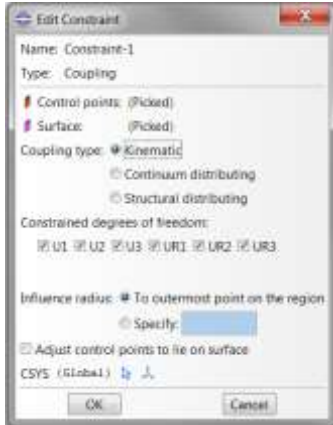 Edit Constraint
Name: Constraint-1
Type: Coupling
Control points: (Picked)
Surface: (Picked)
Coupling type: Kinematic
Continuum distributing
Structural distributing
Constrained degrees of freedom:
U1 U2 U3 UR1 UR2 UR3
Influence radius: To outermost point on the region
Specify:
Adjust control points to lie on surface
CSYS (Global)
OK Cancel